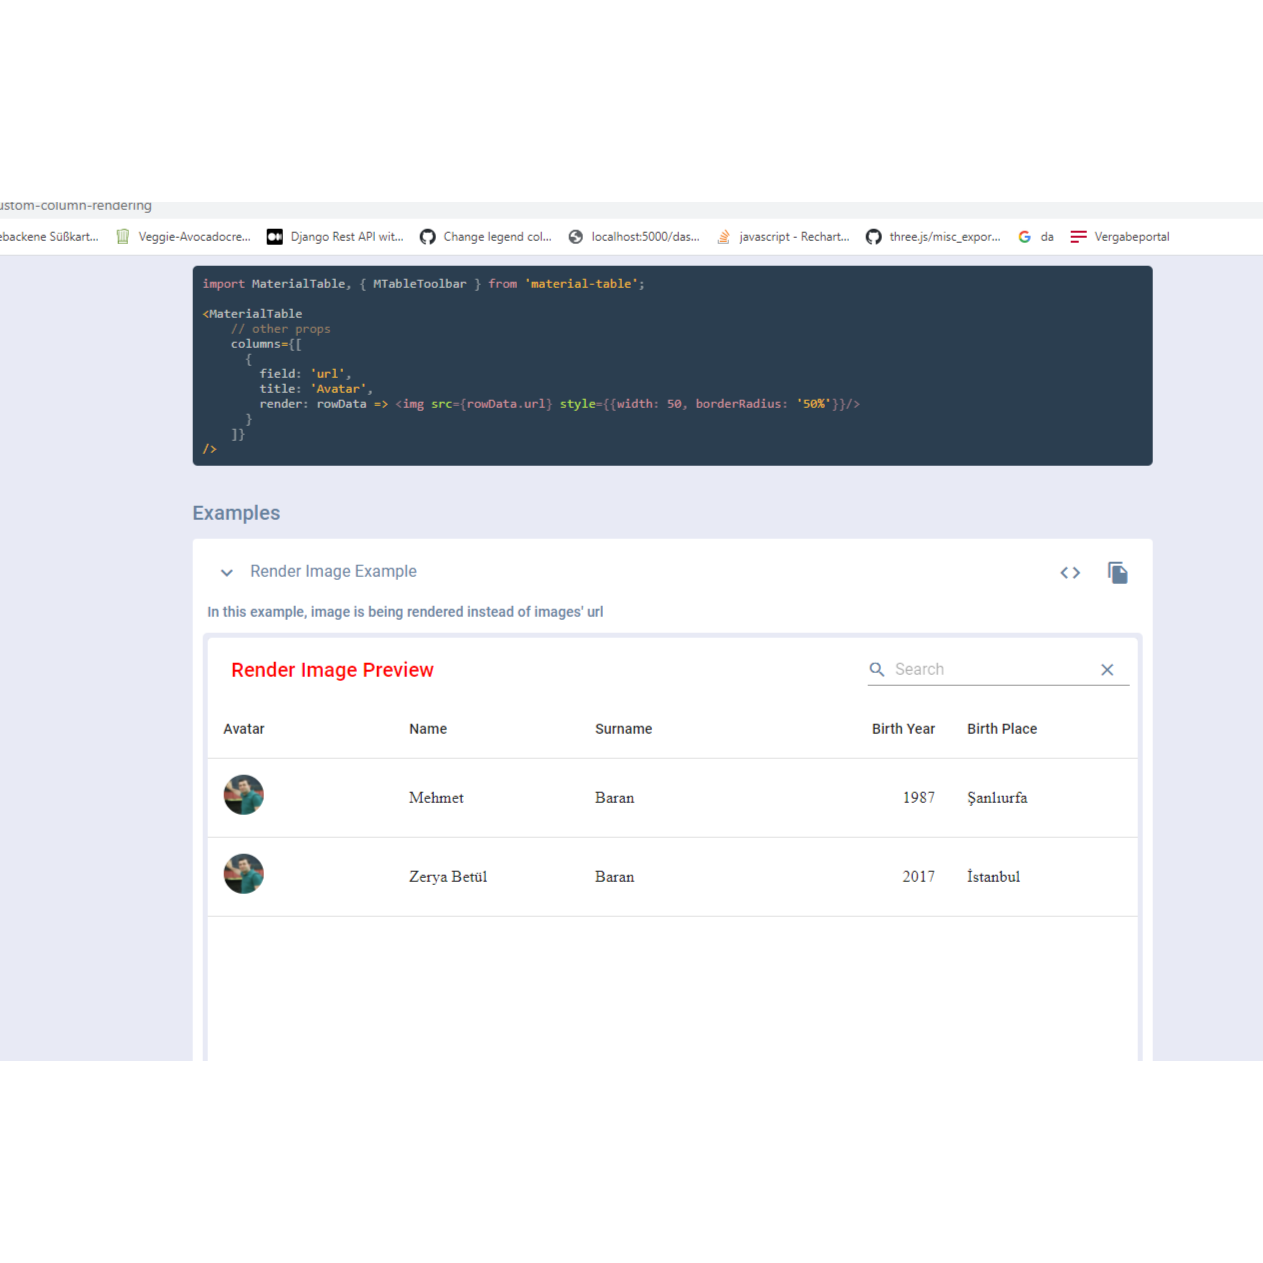 ustom-column-rendering
ebackene Süßkart... Veggie-Avocadocre... Django Rest API wit... Change legend col... localhost:5000/das... javascript - Rechart... three.js/misc_expor... da Vergabeportal
import MaterialTable, { MTableToolbar } from 'material-table';
<MaterialTable
// other props
columns={[
{
field: 'url',
title: 'Avatar',
render: rowData => <img src={rowData.url} style={{width: 50, borderRadius: '50%'}}/>
}
]}
/>
Examples
Render Image Example
In this example, image is being rendered instead of images' url
Render Image Preview Search
Avatar Name Surname Birth Year Birth Place
Mehmet Baran 1987 Şanlıurfa
Zerya Betül Baran 2017 İstanbul